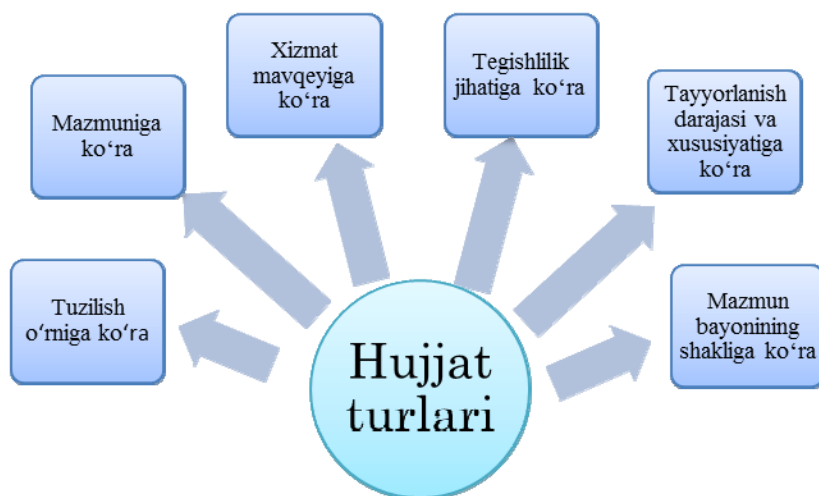 Xizmat
mavqeyiga
ko‘ra
Tegishlilik
jihatiga ko‘ra
Mazmuniga
ko‘ra
Tayyorlanish
darajasi va
xususiyatiga
ko‘ra
Tuzilish
o‘rniga ko‘ra
Mazmun
bayonining
shakliga ko‘ra
Hujjat
turlari